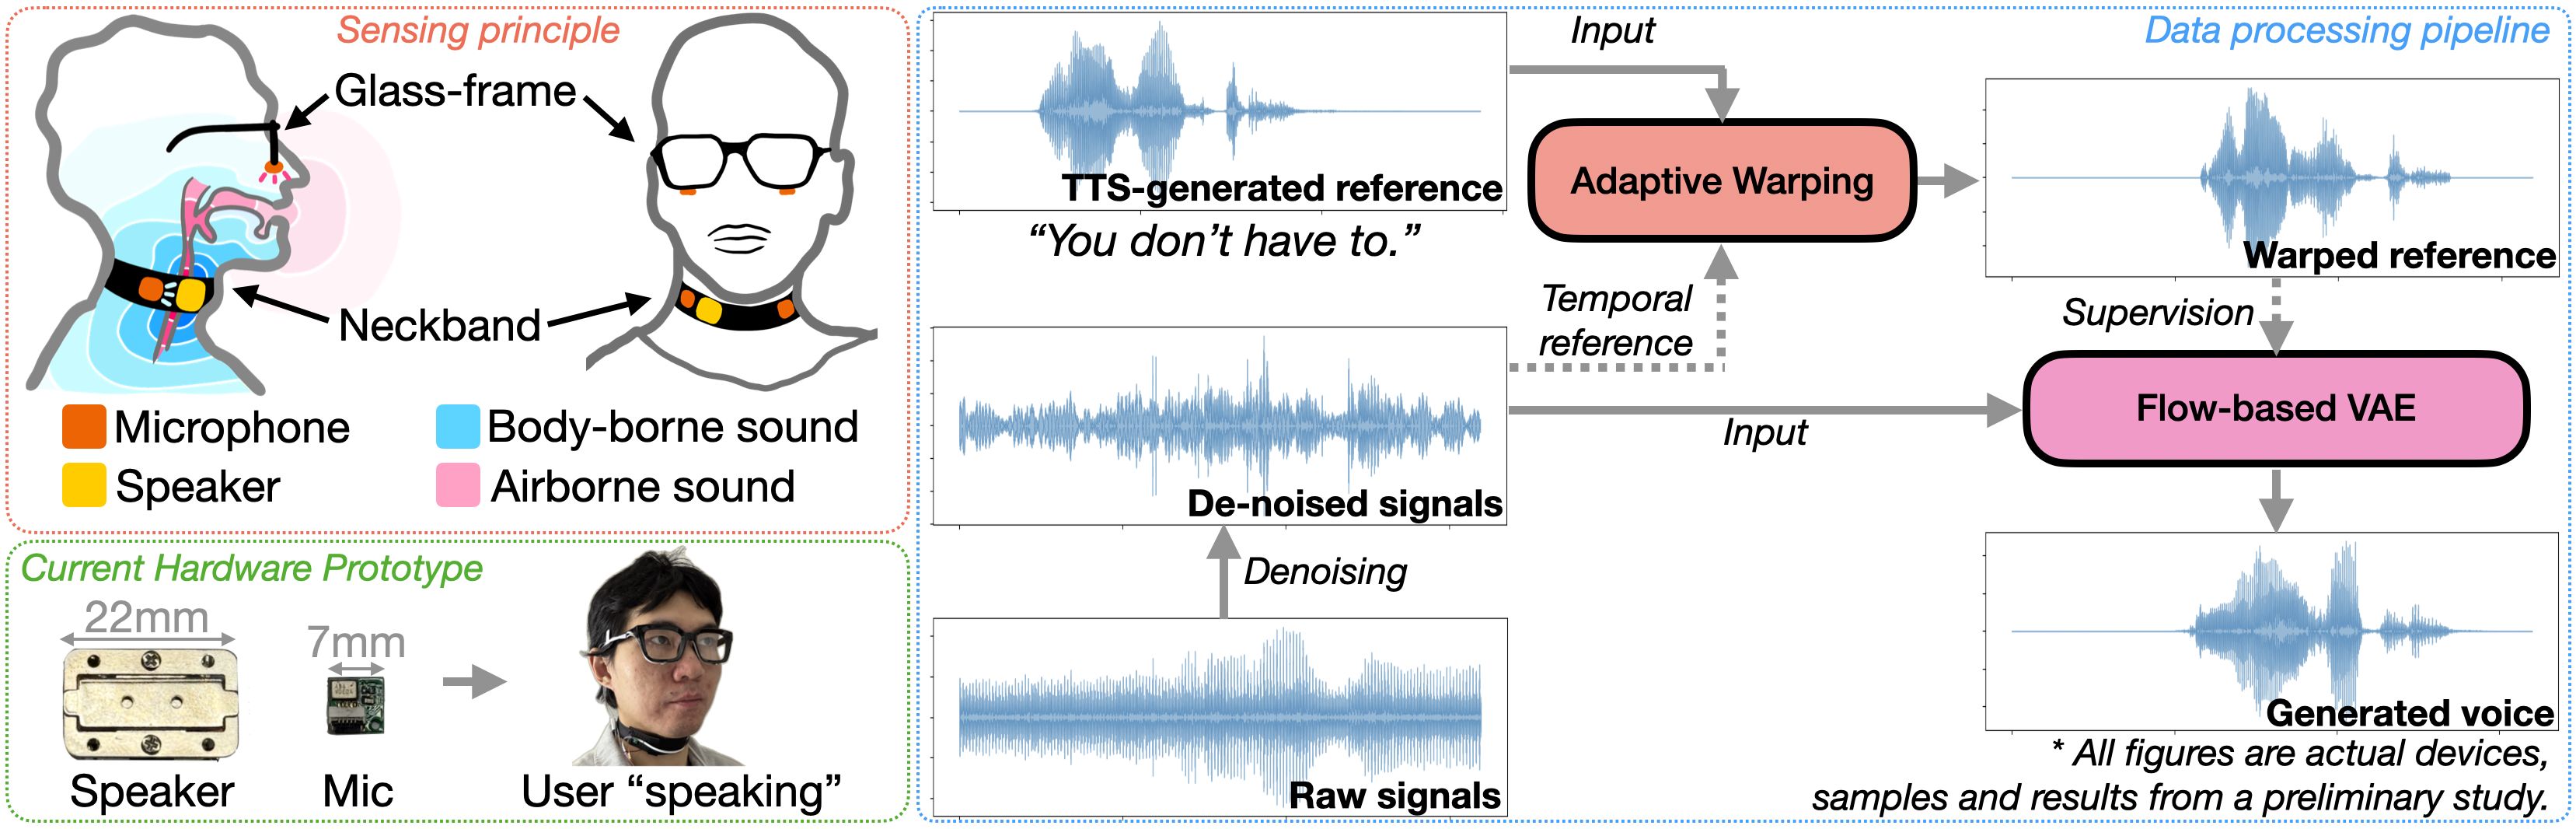 Sensing principle
Glass-frame
Neckband
Microphone
Body-borne sound
Speaker
Airborne sound
Current Hardware Prototype
22mm
7mm
Speaker
Mic
User “speaking”
Data processing pipeline
Input
TTS-generated reference
“You don’t have to.”
Adaptive Warping
Warped reference
Temporal
reference
Supervision
De-noised signals
Input
Flow-based VAE
Denoising
Raw signals
Generated voice
* All figures are actual devices,
samples and results from a preliminary study.